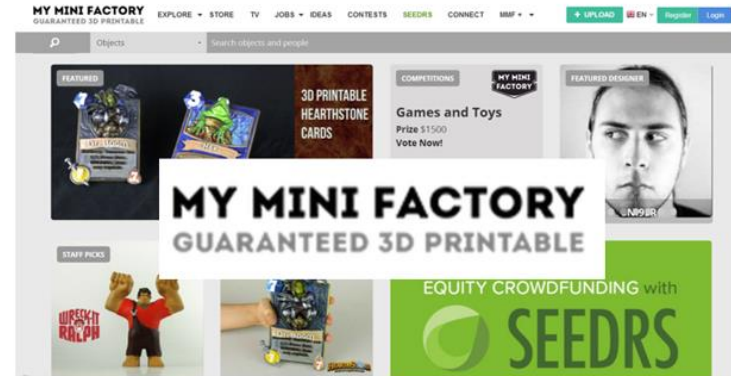 MY MINI FACTORY
GUARANTEED 3D PRINTABLE
EXPLORE STORE TV JOBS IDEAS CONTESTS SEEDRS CONNECT MMF +
+ UPLOAD EN Register Login
Objects Search objects and people
FEATURED
3D PRINTABLE
HEARTHSTONE
CARDS
COMPETITIONS
MY MINI
FACTORY
Games and Toys
Prize $1500
Vote Now!
FEATURED DESIGNER
MY MINI FACTORY
GUARANTEED 3D PRINTABLE
STAFF PICKS
WRECK-IT
RALPH
EQUITY CROWDFUNDING with
SEEDRS